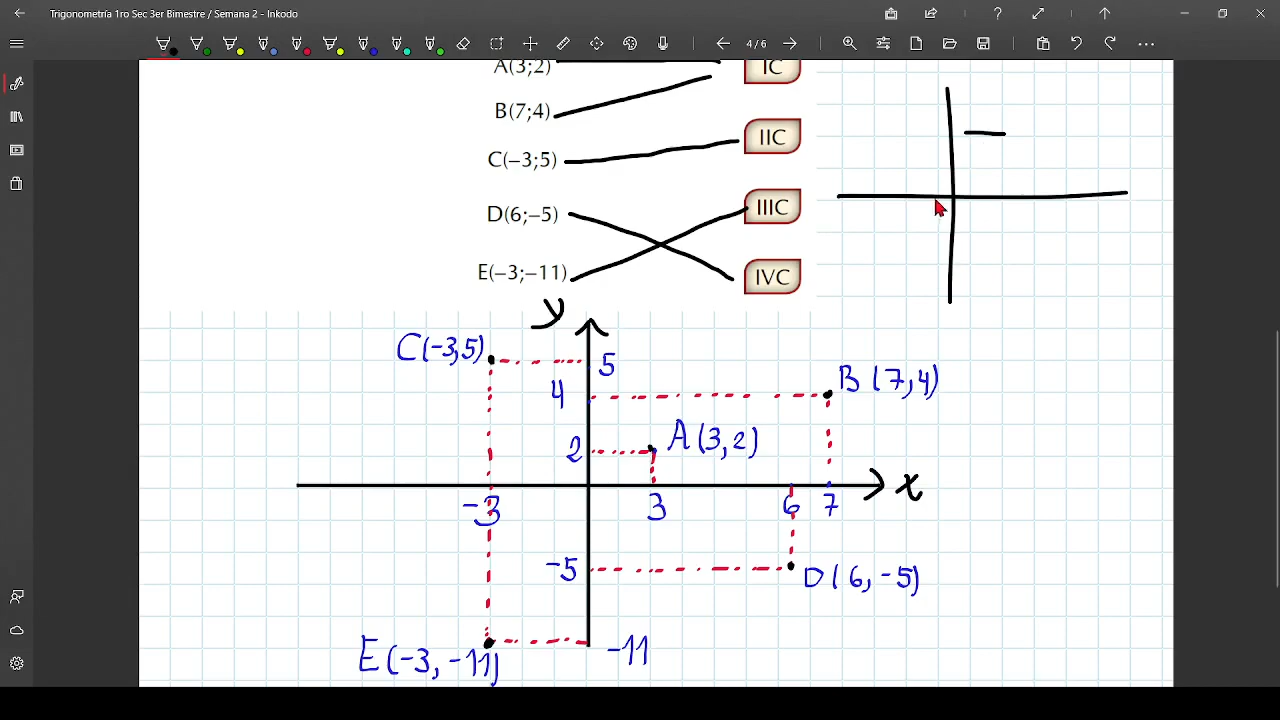 Trigonometría 1ro Sec 3er Bimestre / Semana 2 - Inkodo
4/6
A(3;2)
IC
B(7;4)
IIC
C(−3;5)
D(6;−5)
IIIC
E(−3;−11)
IVC
y
C(-3,5)
5
4
B(7,4)
2
A(3,2)
x
-3
3
6
7
-5
D(6,-5)
E(-3,-11)
-11